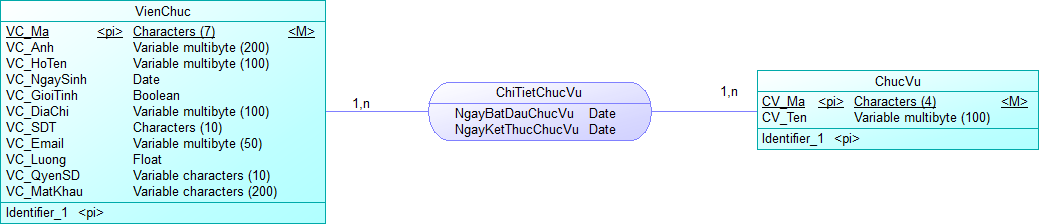 VienChuc
VC_Ma <pi> Characters (7) <M>
VC_Anh Variable multibyte (200)
VC_HoTen Variable multibyte (100)
VC_NgaySinh Date
VC_GioiTinh Boolean
VC_DiaChi Variable multibyte (100)
VC_SDT Characters (10)
VC_Email Variable multibyte (50)
VC_Luong Float
VC_QyenSD Variable characters (10)
VC_MatKhau Variable characters (200)
Identifier_1 <pi>
1,n
ChiTietChucVu
NgayBatDauChucVu Date
NgayKetThucChucVu Date
1,n
ChucVu
CV_Ma <pi> Characters (4) <M>
CV_Ten Variable multibyte (100)
Identifier_1 <pi>